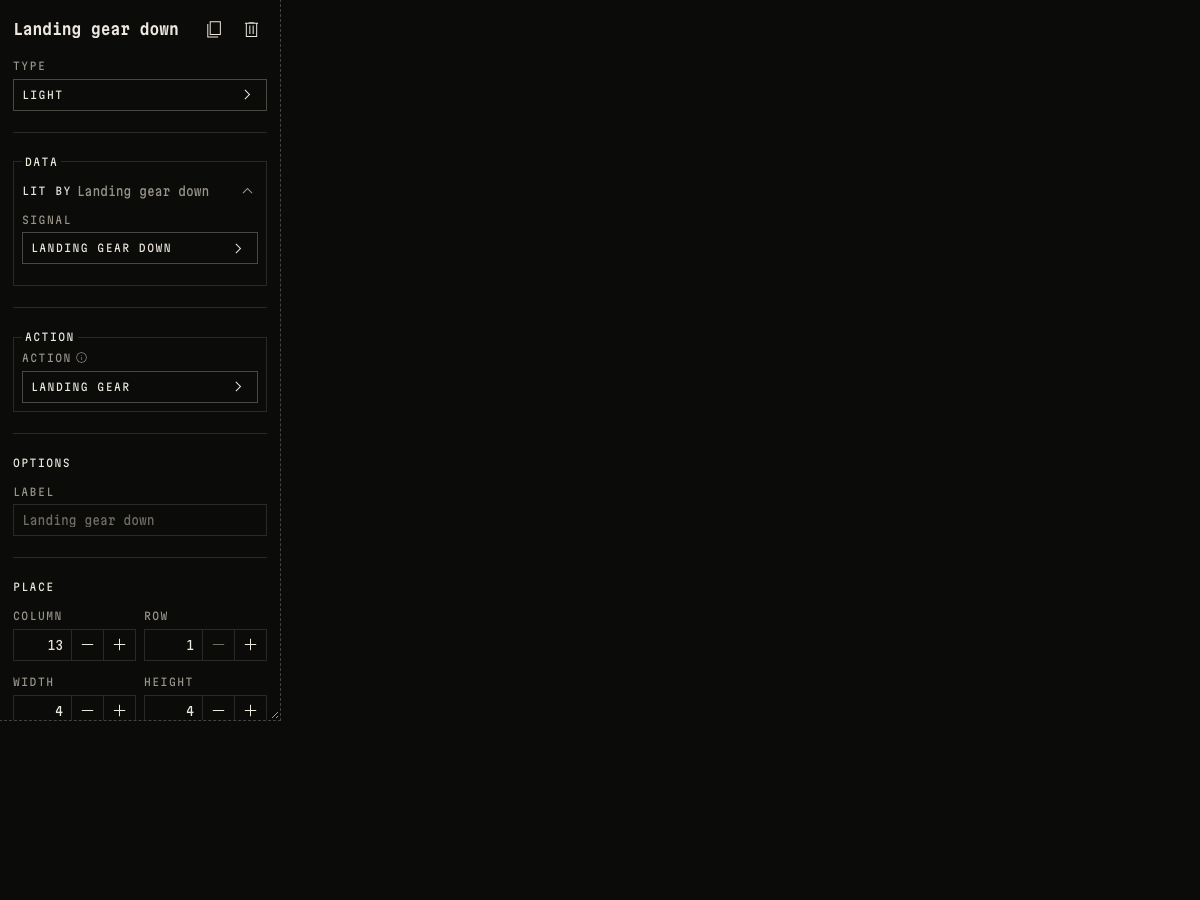 Landing gear down
TYPE
LIGHT
DATA
LIT BY Landing gear down
SIGNAL
LANDING GEAR DOWN
ACTION
ACTION
LANDING GEAR
OPTIONS
LABEL
Landing gear down
PLACE
COLUMN ROW
13 1
WIDTH HEIGHT
4 4